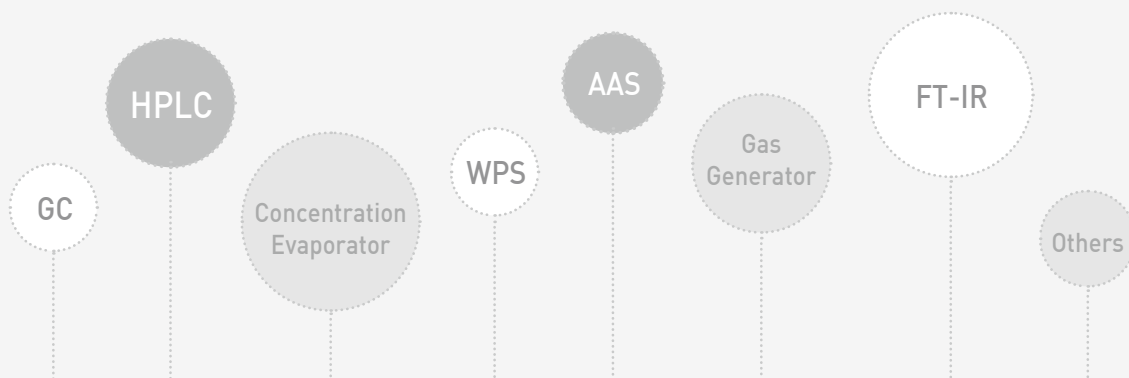 GC
HPLC
Concentration
Evaporator
WPS
AAS
Gas
Generator
FT-IR
Others